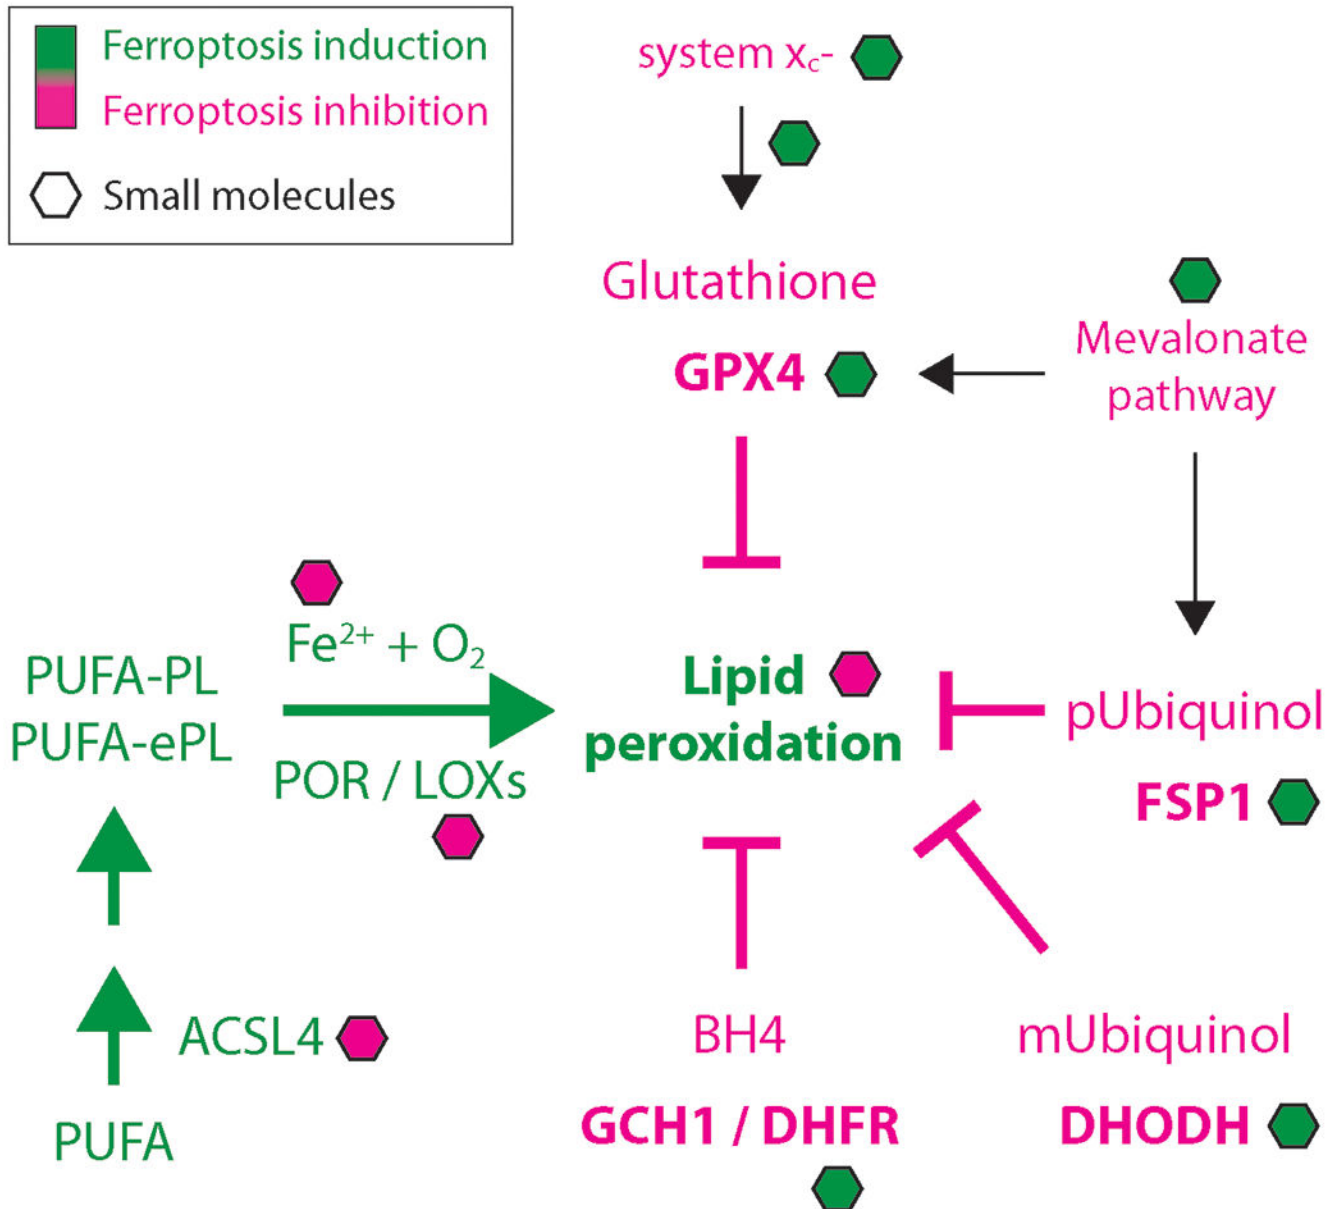 Ferroptosis induction
Ferroptosis inhibition
Small molecules
system xc-
Glutathione
GPX4
Mevalonate
pathway
Fe2+ + O2
PUFA-PL
PUFA-ePL
POR / LOXs
Lipid
peroxidation
pUbiquinol
FSP1
ACSL4
PUFA
BH4
GCH1 / DHFR
mUbiquinol
DHODH